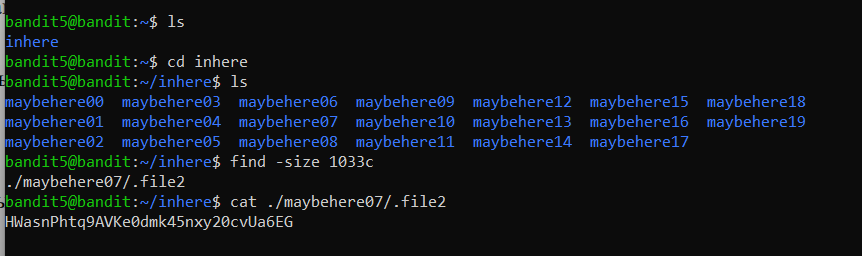 bandit5@bandit:~$ ls
inhere
bandit5@bandit:~$ cd inhere
bandit5@bandit:~/inhere$ ls
maybehere00 maybehere03 maybehere06 maybehere09 maybehere12 maybehere15 maybehere18
maybehere01 maybehere04 maybehere07 maybehere10 maybehere13 maybehere16 maybehere19
maybehere02 maybehere05 maybehere08 maybehere11 maybehere14 maybehere17
bandit5@bandit:~/inhere$ find -size 1033c
./maybehere07/.file2
bandit5@bandit:~/inhere$ cat ./maybehere07/.file2
HWasnPhtq9AVKe0dmk45nxy20cvUa6EG